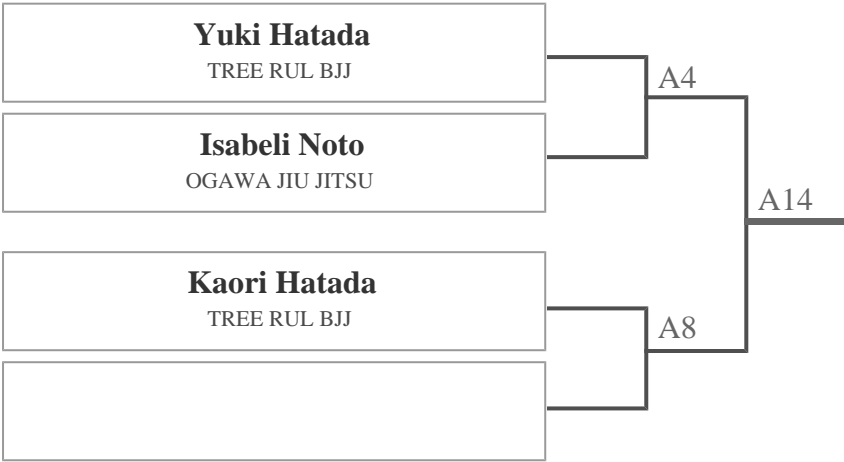 Yuki Hatada
TREE RUL BJJ
A4
Isabeli Noto
OGAWA JIU JITSU
A14
Kaori Hatada
TREE RUL BJJ
A8